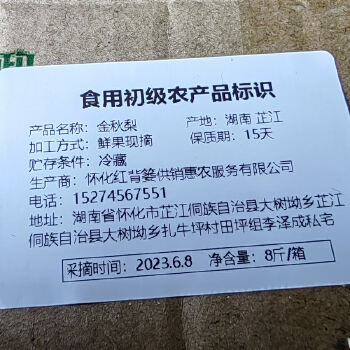 食用初级农产品标识
产品名称：金秋梨 产地：湖南 芷江
加工方式：鲜果现摘 保质期：15天
贮存条件：冷藏
生产商：怀化红背篓供销惠农服务有限公司
电话：15274567551
地址：湖南省怀化市芷江侗族自治县大树坳乡芷江
侗族自治县大树坳乡扎牛坪村田坪组李泽成私宅
采摘时间：2023.6.8 净含量：8斤/箱